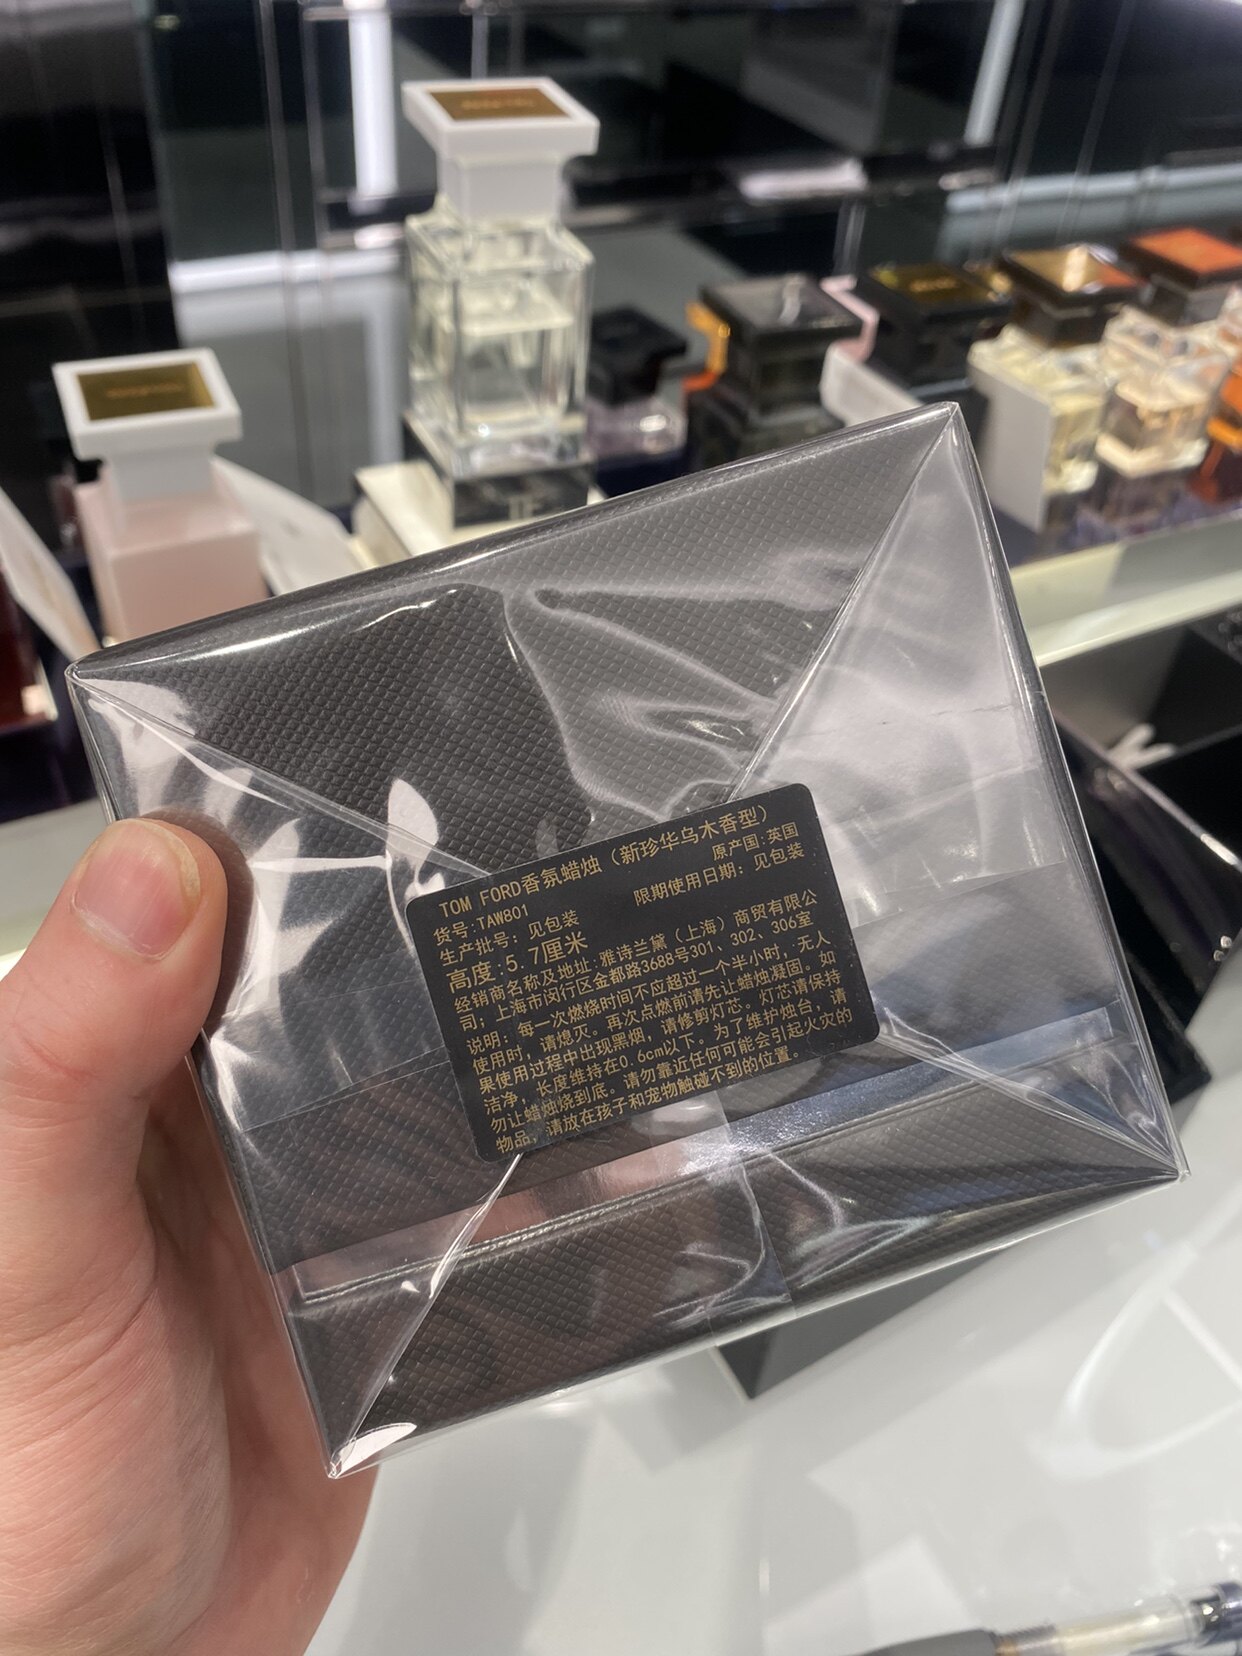 TOM FORD香氛蜡烛（新珍华乌木香型）
货号:TAW801 原产国:英国
生产批号：见包装 限期使用日期：见包装
高度:5.7厘米
经销商名称及地址:雅诗兰黛（上海）商贸有限公
司；上海市闵行区金都路3688号301、302、306室
说明：每一次燃烧时间不应超过一个半小时，无人
使用时，请熄灭。再次点燃前请先让蜡烛凝固。如
果使用过程中出现黑烟，请修剪灯芯。灯芯请保持
洁净，长度维持在0.6cm以下。为了维护烛台，请
勿让蜡烛烧到底。请勿靠近任何可能会引起火灾的
物品，请放在孩子和宠物触碰不到的位置。